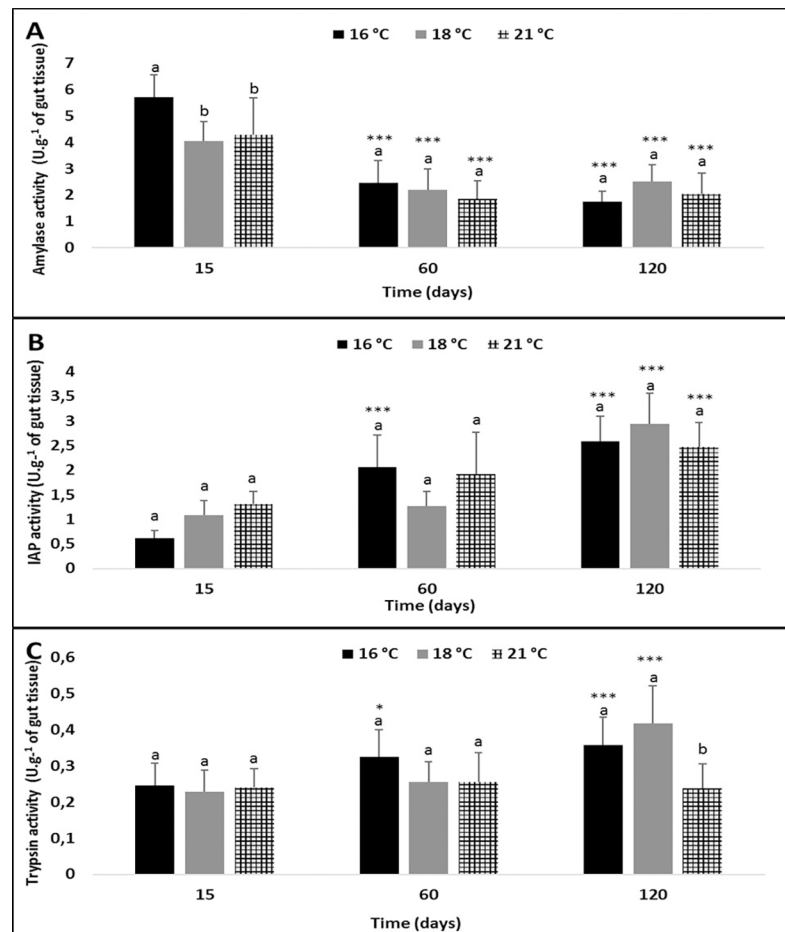 A
16 °C 18 °C 21 °C
Amylase activity (U.g-1 of gut tissue)
7
6
5
4
3
2
1
0
a b b
*** *** ***
a a a
*** *** ***
a a a
15 60 120
Time (days)
B
16 °C 18 °C 21 °C
IAP activity (U.g-1 of gut tissue)
4
3,5
3
2,5
2
1,5
1
0,5
0
a a a
***
a a a
*** *** ***
a a a
15 60 120
Time (days)
C
16 °C 18 °C 21 °C
Trypsin activity (U.g-1 of gut tissue)
0,6
0,5
0,4
0,3
0,2
0,1
0
a a a
*
a a a
*** ***
a a b
15 60 120
Time (days)